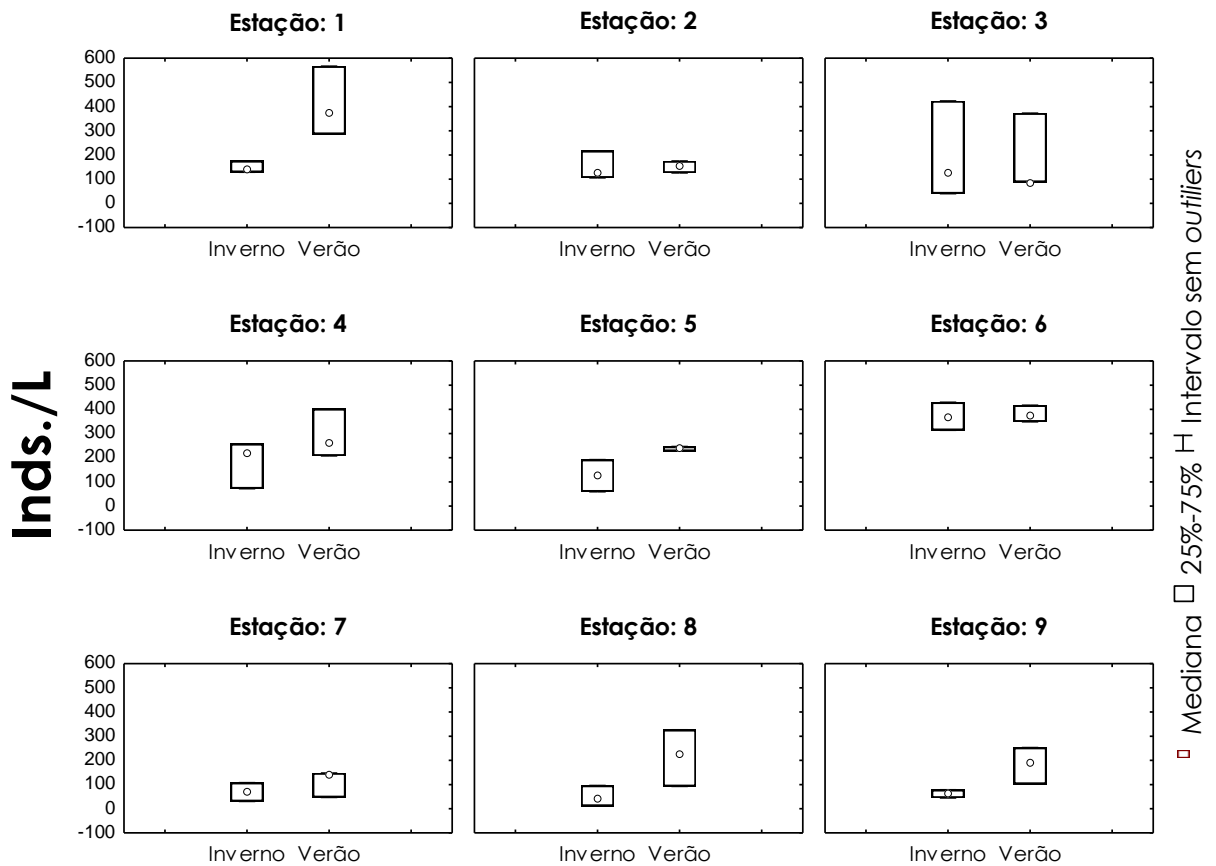 Estação: 1
Estação: 2
Estação: 3
600
500
400
300
200
100
0
-100
Inverno Verão
Inverno Verão
Inverno Verão
Estação: 4
Estação: 5
Estação: 6
600
500
400
300
200
100
0
-100
Inverno Verão
Inverno Verão
Inverno Verão
Estação: 7
Estação: 8
Estação: 9
600
500
400
300
200
100
0
-100
Inverno Verão
Inverno Verão
Inverno Verão
Inds./L
Mediana 25%-75% Intervalo sem outiliers